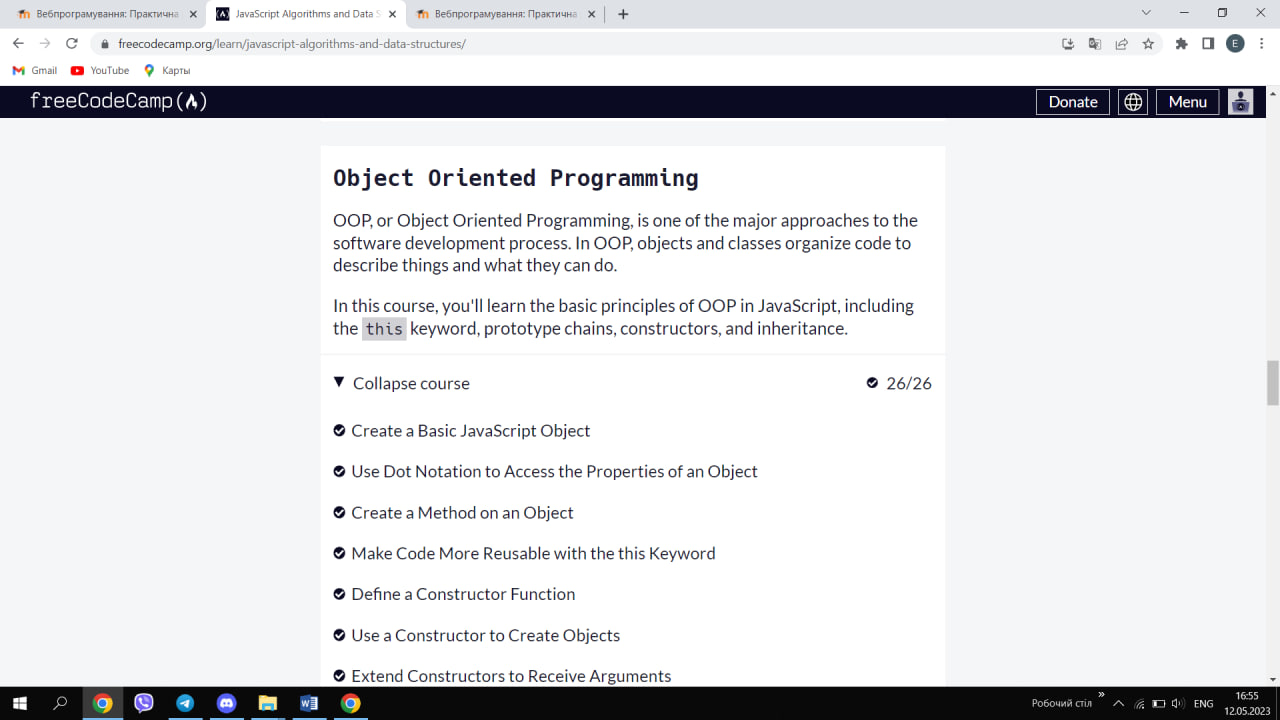 Вебпрограмування: Практична
JavaScript Algorithms and Data S
Вебпрограмування: Практична
freecodecamp.org/learn/javascript-algorithms-and-data-structures/
E
Gmail
YouTube
Карты
freeCodeCamp
Donate
Menu
Object Oriented Programming
OOP, or Object Oriented Programming, is one of the major approaches to the
software development process. In OOP, objects and classes organize code to
describe things and what they can do.
In this course, you'll learn the basic principles of OOP in JavaScript, including
the this keyword, prototype chains, constructors, and inheritance.
Collapse course
26/26
Create a Basic JavaScript Object
Use Dot Notation to Access the Properties of an Object
Create a Method on an Object
Make Code More Reusable with the this Keyword
Define a Constructor Function
Use a Constructor to Create Objects
Extend Constructors to Receive Arguments
Робочий стіл
ENG
16:55
12.05.2023